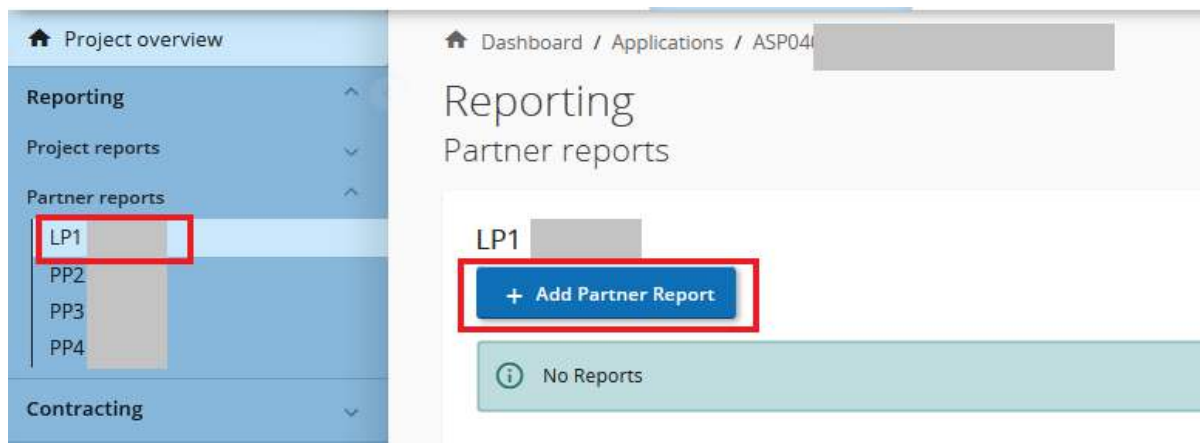 Project overview
Reporting
Project reports
Partner reports
LP1
PP2
PP3
PP4
Contracting
Dashboard / Applications / ASP04
Reporting
Partner reports
LP1
+ Add Partner Report
No Reports